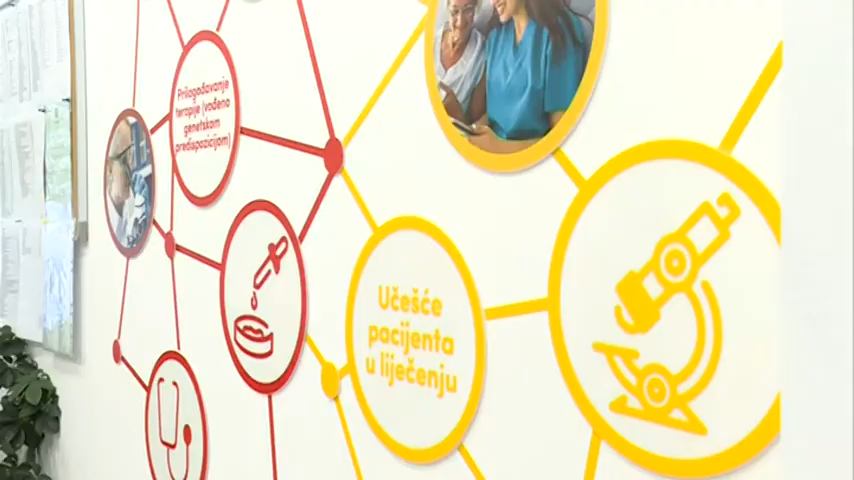 Prilagođavanje
terapije (vođeno
genetskom
predispozicijom)
Učešće
pacijenta
u liječenju